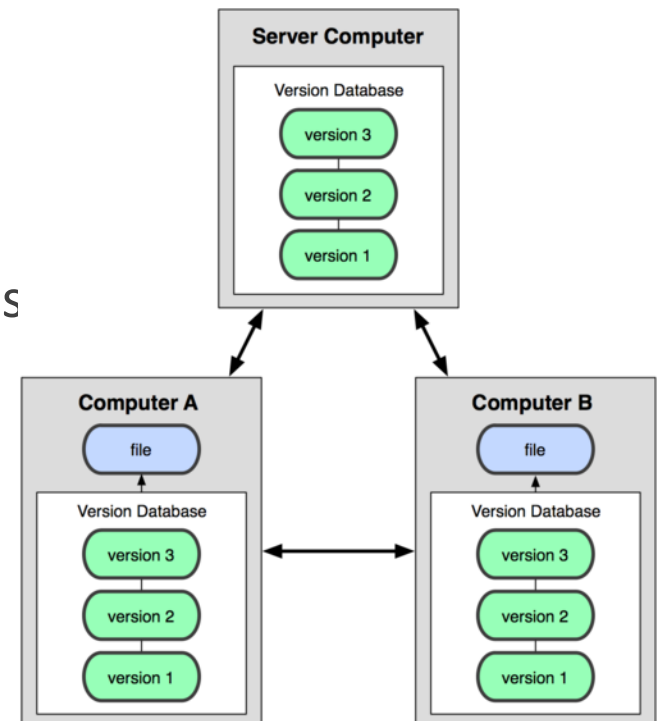 Server Computer
Version Database
version 3
version 2
version 1
s
Computer A
file
Version Database
version 3
version 2
version 1
Computer B
file
Version Database
version 3
version 2
version 1